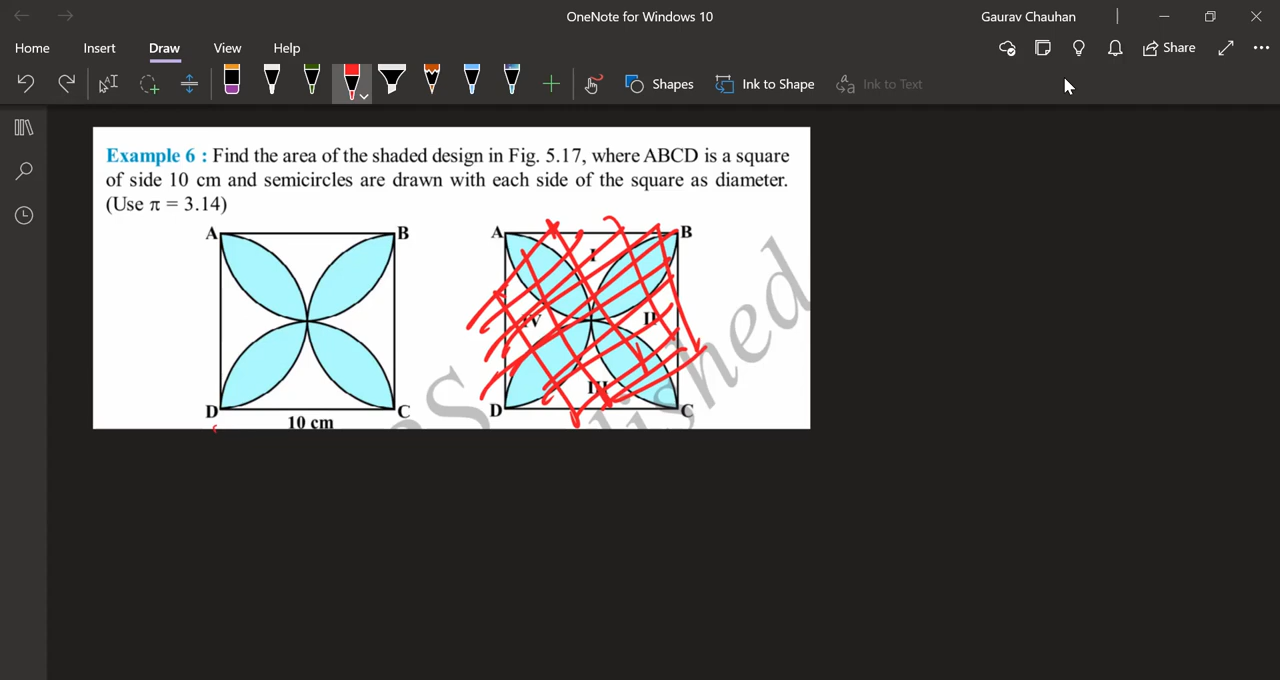 OneNote for Windows 10
Gaurav Chauhan
Home Insert Draw View Help
Share
Shapes Ink to Shape Ink to Text
Example 6 : Find the area of the shaded design in Fig. 5.17, where ABCD is a square
of side 10 cm and semicircles are drawn with each side of the square as diameter.
(Use π = 3.14)
A B A B
I
IV II
III
D C D C
10 cm